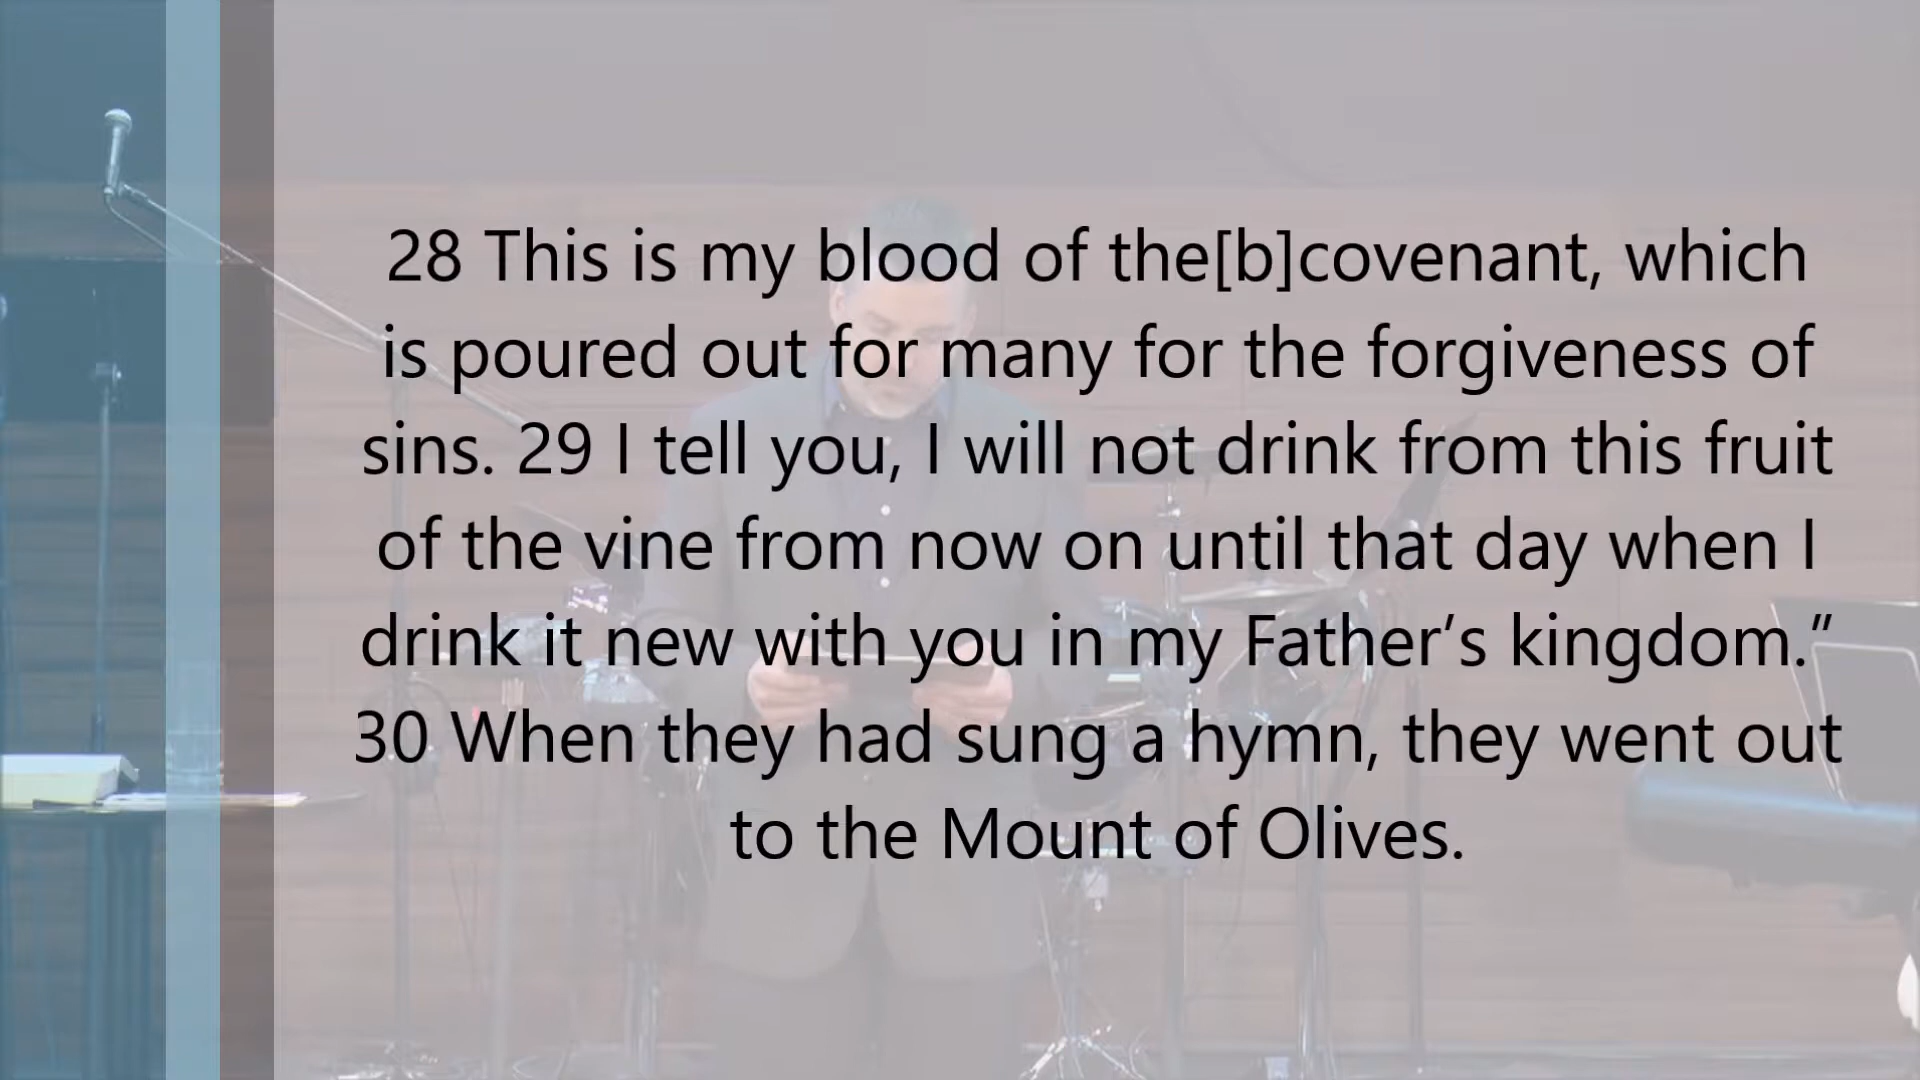 28 This is my blood of the[b]covenant, which
is poured out for many for the forgiveness of
sins. 29 I tell you, I will not drink from this fruit
of the vine from now on until that day when I
drink it new with you in my Father’s kingdom.”
30 When they had sung a hymn, they went out
to the Mount of Olives.